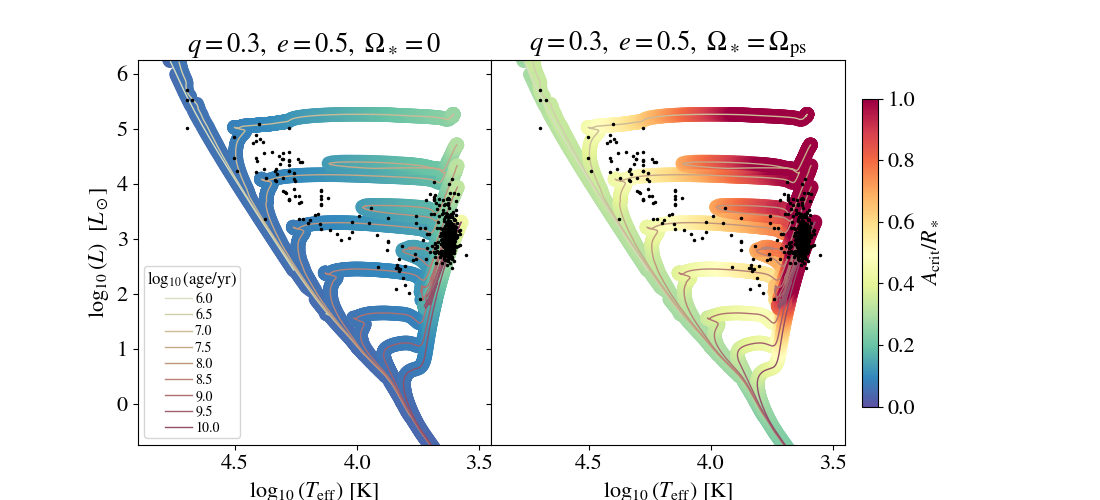 q = 0.3, e = 0.5, Ω* = 0
q = 0.3, e = 0.5, Ω* = Ωps
6
5
4
3
2
1
0
log10(L) [L⊙]
log10(age/yr)
6.0
6.5
7.0
7.5
8.0
8.5
9.0
9.5
10.0
4.5 4.0 3.5
4.5 4.0 3.5
log10(Teff) [K]
log10(Teff) [K]
1.0
0.8
0.6
0.4
0.2
0.0
Acrit/R*